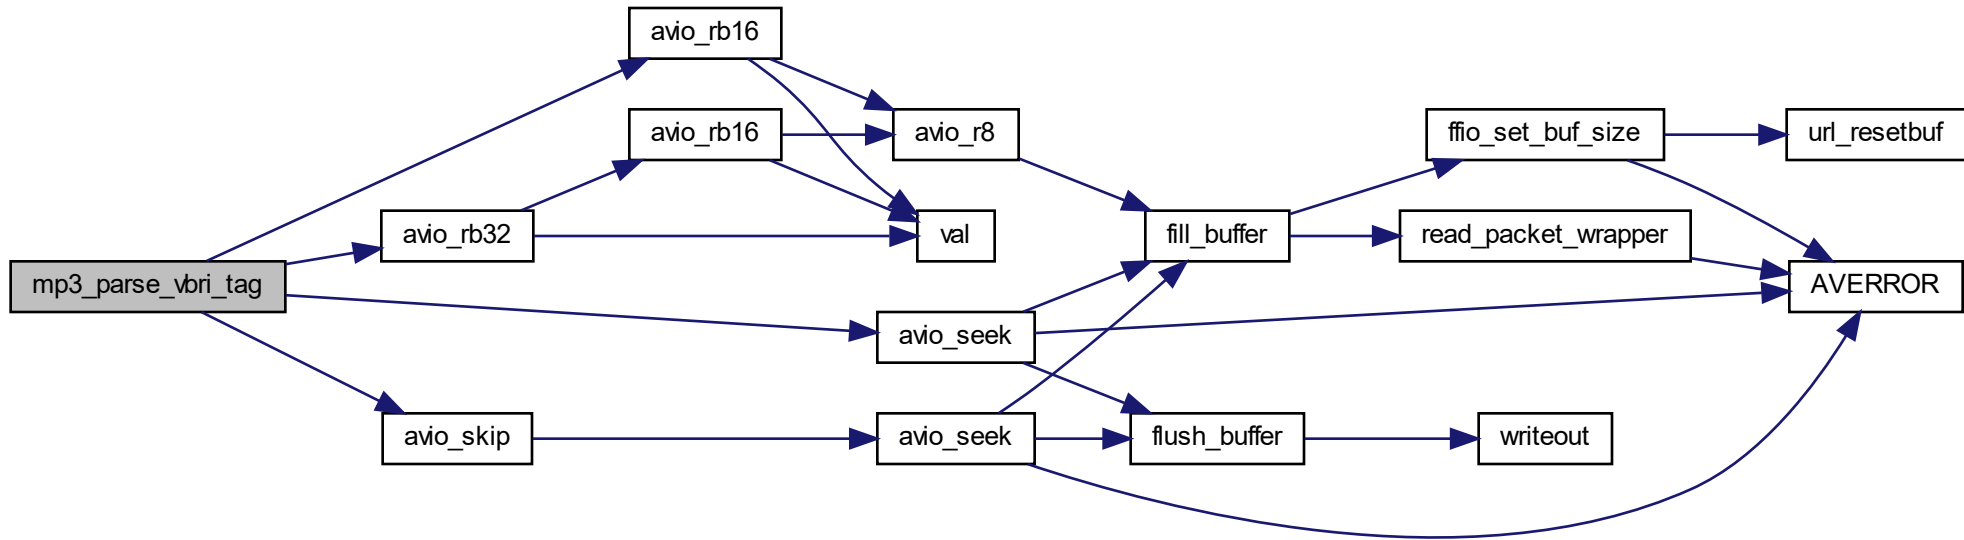 mp3_parse_vbri_tag
avio_rb16
avio_rb16
avio_rb32
avio_seek
avio_skip
avio_r8
val
avio_seek
fill_buffer
flush_buffer
ffio_set_buf_size
read_packet_wrapper
writeout
url_resetbuf
AVERROR